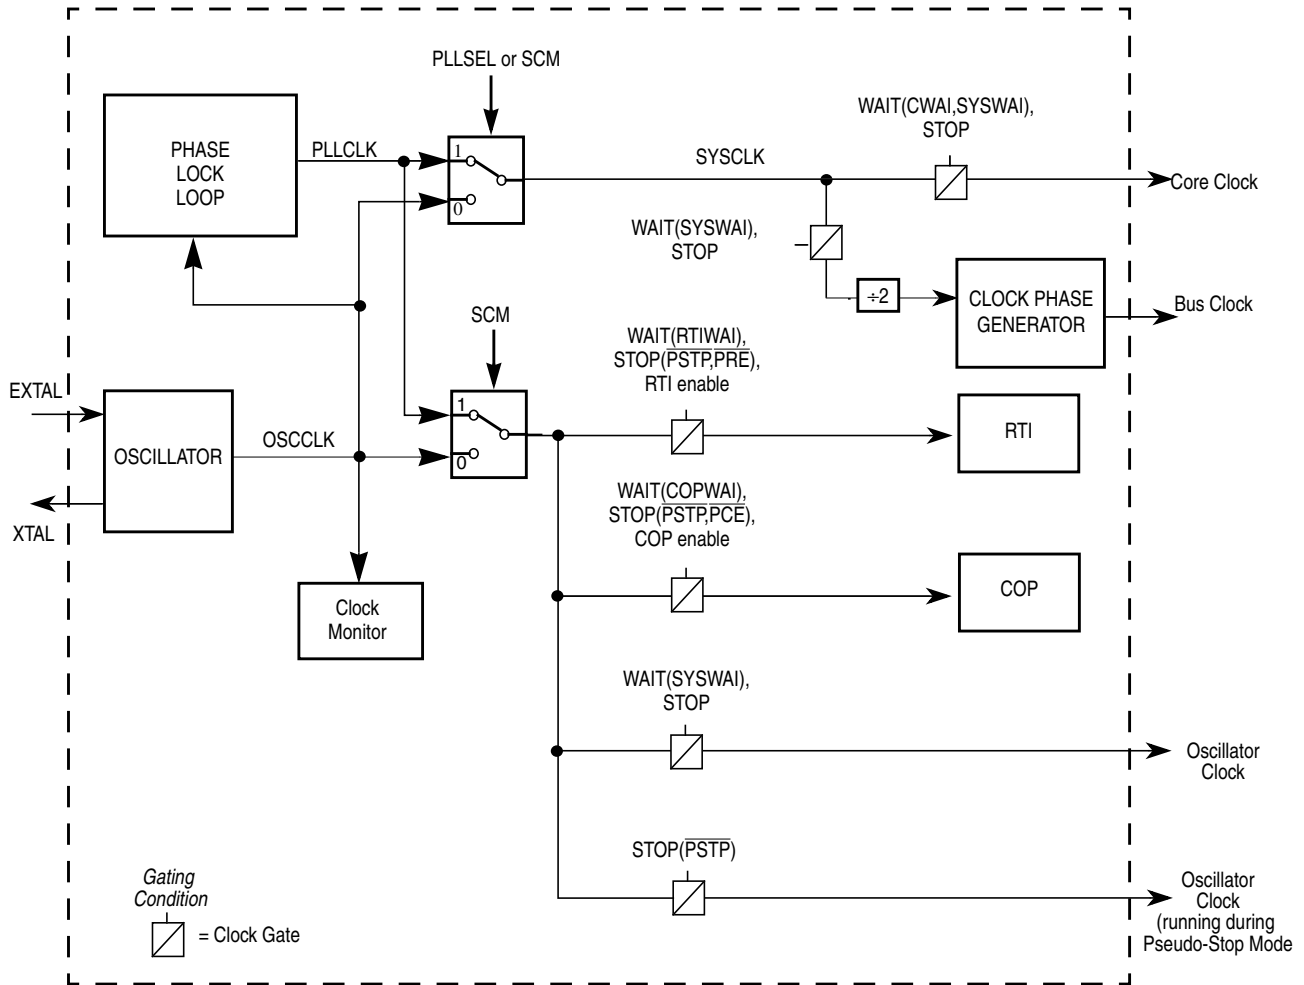 PLLSEL or SCM
WAIT(CWAI,SYSWAI),
STOP
PHASE
LOCK
LOOP
PLLCLK
1
0
SYSCLK
Core Clock
WAIT(SYSWAI),
STOP
÷2
CLOCK PHASE
GENERATOR
Bus Clock
SCM
WAIT(RTIWAI),
STOP(PSTP,PRE),
RTI enable
EXTAL
OSCILLATOR
OSCCLK
1
0
RTI
XTAL
WAIT(COPWAI),
STOP(PSTP,PCE),
COP enable
COP
Clock
Monitor
WAIT(SYSWAI),
STOP
Oscillator
Clock
STOP(PSTP)
Gating
Condition
= Clock Gate
Oscillator
Clock
(running during
Pseudo-Stop Mode